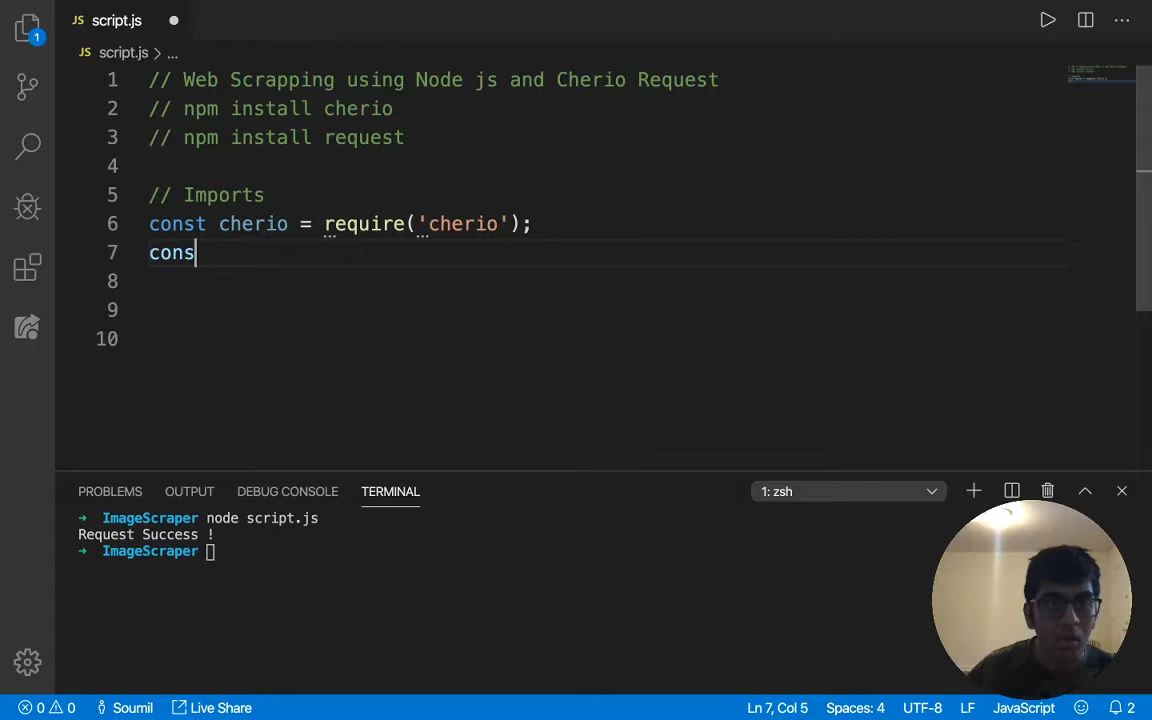 1
JS script.js
JS script.js > ...
1 // Web Scrapping using Node js and Cherio Request
2 // npm install cherio
3 // npm install request
4
5 // Imports
6 const cherio = require('cherio');
7 cons
8
9
10
PROBLEMS OUTPUT DEBUG CONSOLE TERMINAL 1: zsh
→ ImageScraper node script.js
Request Success !
→ ImageScraper
0 0 Soumil Live Share Ln 7, Col 5 Spaces: 4 UTF-8 LF JavaScript 2